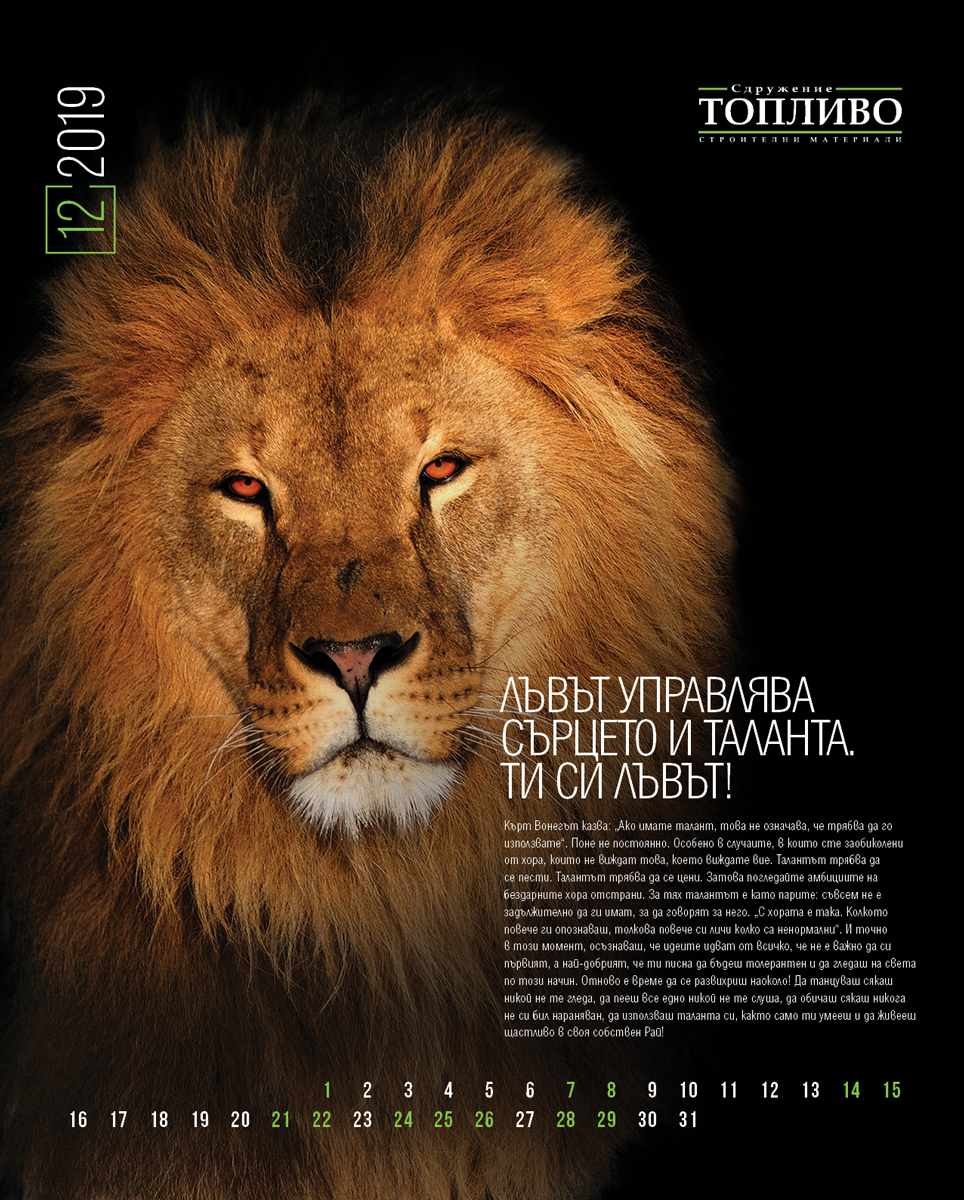 12 2019
Сдружение
ТОПЛИВО
СТРОИТЕЛНИ МАТЕРИАЛИ
ЛЪВЪТ УПРАВЛЯВА
СЪРЦЕТО И ТАЛАНТА.
ТИ СИ ЛЪВЪТ!
Кърт Вонегът казва: „Ако имате талант, това не означава, че трябва да го
използвате“. Поне не постоянно. Особено в случаите, в които сте заобиколени
от хора, които не виждат това, което виждате вие. Талантът трябва да
се пести. Талантът трябва да се цени. Затова погледайте амбициите на
бездарните хора отстрани. За тях талантът е като парите: съвсем не е
задължително да ги имат, за да говорят за него. „С хората е така. Колкото
повече ги опознаваш, толкова повече си личи колко са ненормални“. И точно
в този момент, осъзнаваш, че идеите идват от всичко, че не е важно да си
първият, а най-добрият, че ти писна да бъдеш толерантен и да гледаш на света
по този начин. Отново е време да се развихриш наоколо! Да танцуваш сякаш
никой не те гледа, да пееш все едно никой не те слуша, да обичаш сякаш никога
не си бил нараняван, да използваш таланта си, както само ти умееш и да живееш
щастливо в своя собствен Рай!
1 2 3 4 5 6 7 8 9 10 11 12 13 14 15
16 17 18 19 20 21 22 23 24 25 26 27 28 29 30 31